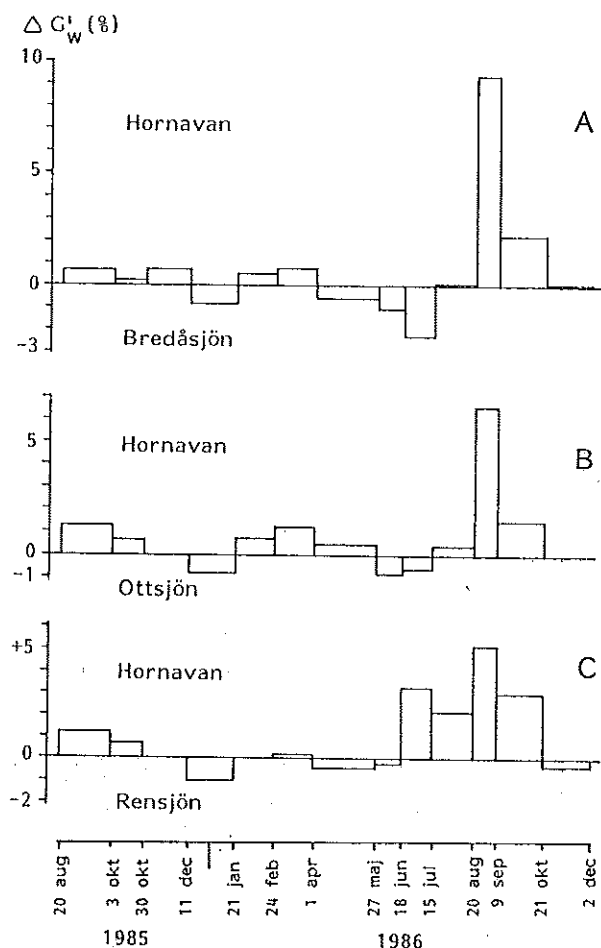 Δ G'W (%)
10
5
0
-3
Hornavan
A
Bredåsjön
5
0
-1
Hornavan
B
Ottsjön
+5
0
-2
Hornavan
C
Rensjön
20 aug
3 okt
30 okt
11 dec
21 jan
24 feb
1 apr
27 maj
18 jun
15 jul
20 aug
9 sep
21 okt
2 dec
1985
1986